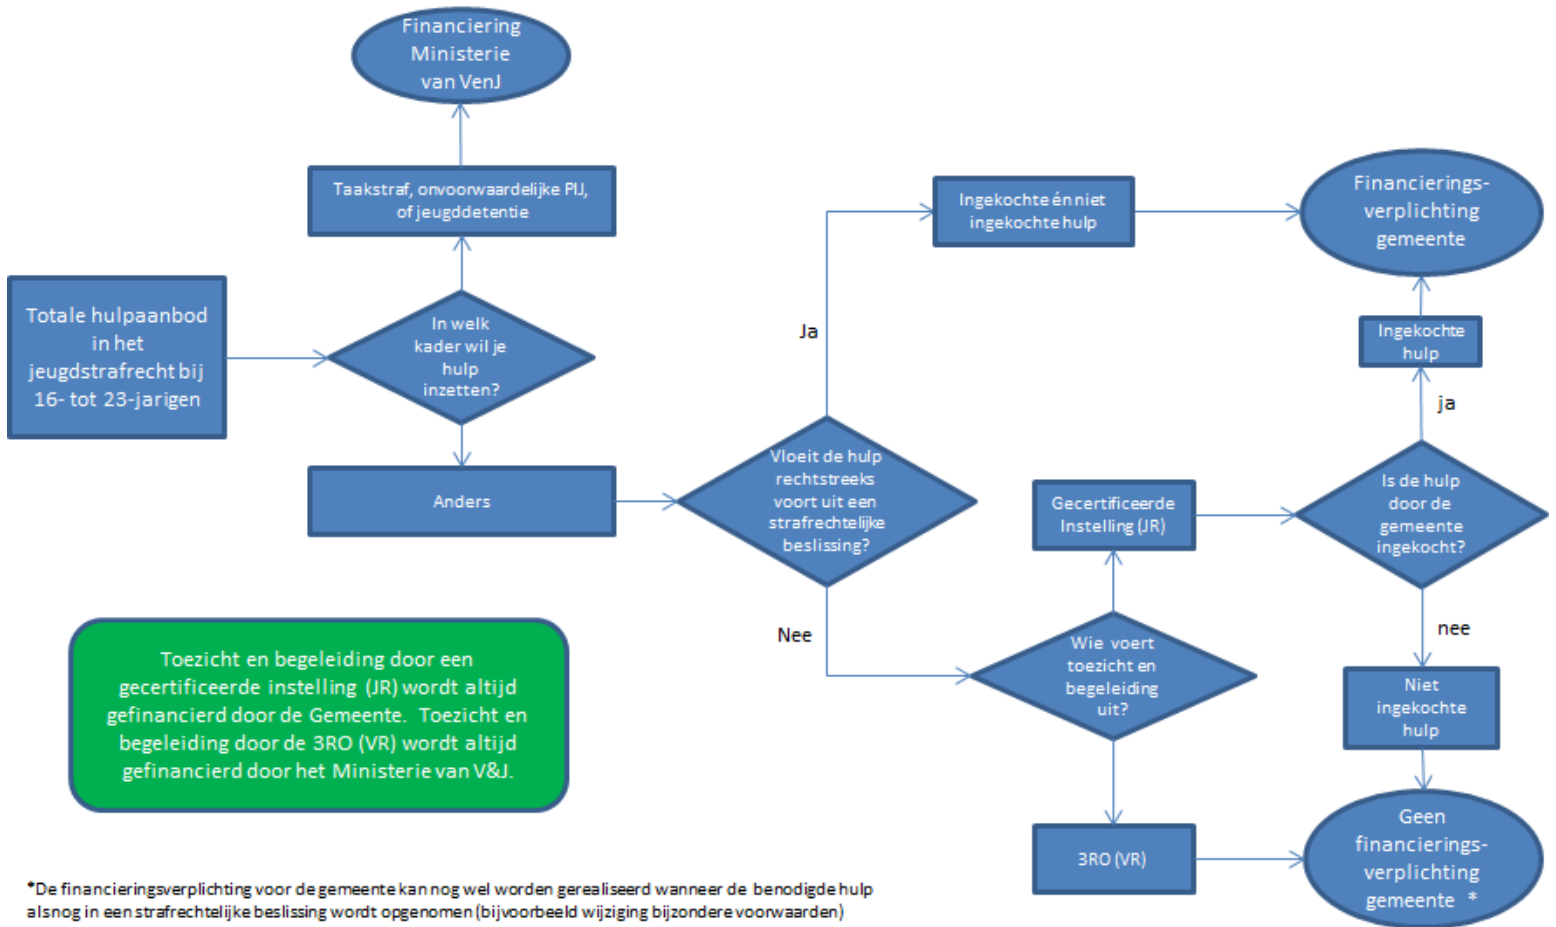 Financiering
Ministerie
van VenJ
Taakstraf, onvoorwaardelijke PIJ,
of jeugddetentie
Totale hulpaanbod
in het
jeugdstrafrecht bij
16- tot 23-jarigen
In welk
kader wil je
hulp
inzetten?
Anders
Vloeit de hulp
rechtstreeks
voort uit een
strafrechtelijke
beslissing?
Ja
Ingekochte én niet
ingekochte hulp
Financierings-
verplichting
gemeente
Ingekochte
hulp
ja
Is de hulp
door de
gemeente
ingekocht?
Gecertificeerde
Instelling (JR)
Nee
Wie voert
toezicht en
begeleiding
uit?
nee
Niet
ingekochte
hulp
3RO (VR)
Geen
financierings-
verplichting
gemeente *
Toezicht en begeleiding door een
gecertificeerde instelling (JR) wordt altijd
gefinancierd door de Gemeente. Toezicht en
begeleiding door de 3RO (VR) wordt altijd
gefinancierd door het Ministerie van V&J.
*De financieringsverplichting voor de gemeente kan nog wel worden gerealiseerd wanneer de benodigde hulp
alsnog in een strafrechtelijke beslissing wordt opgenomen (bijvoorbeeld wijziging bijzondere voorwaarden)